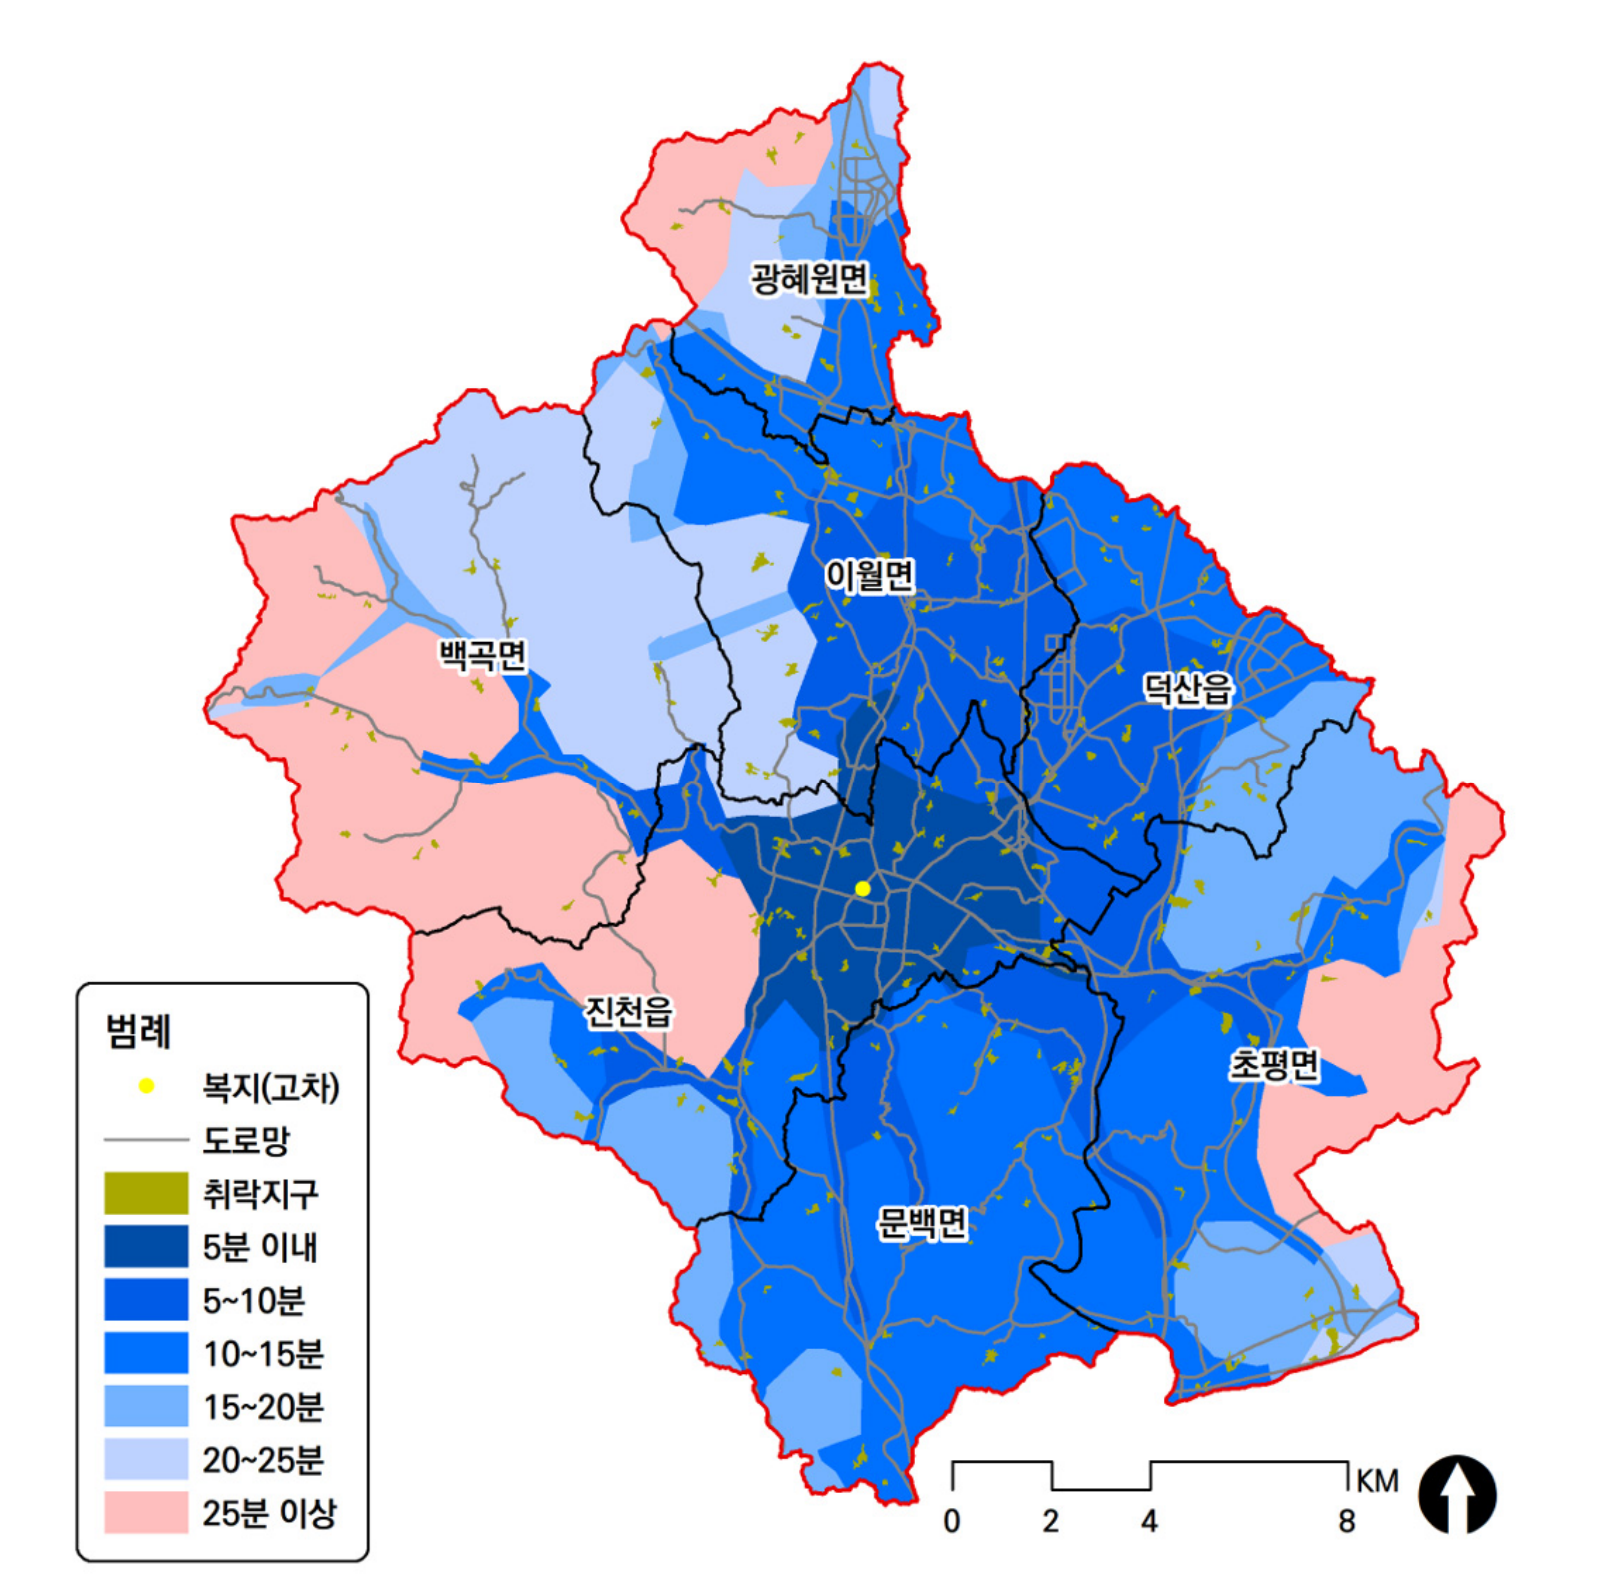 광혜원면
이월면
백곡면
덕산읍
진천읍
초평면
문백면
범례
복지(고차)
도로망
취락지구
5분 이내
5~10분
10~15분
15~20분
20~25분
25분 이상
KM
0 2 4 8